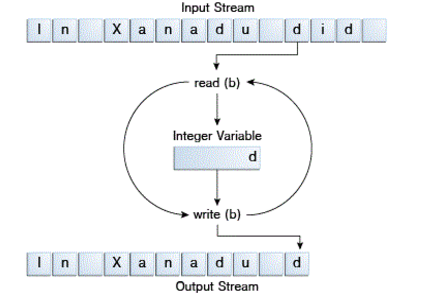 Input Stream
I n X a n a d u d i d
read (b)
Integer Variable
d
write (b)
I n X a n a d u d
Output Stream